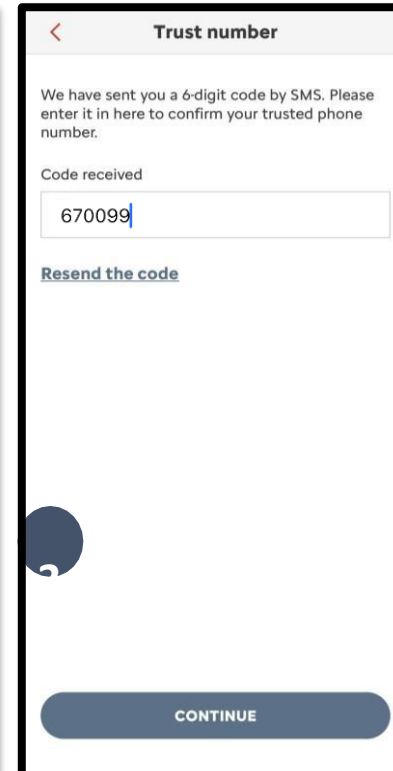 Trust number
We have sent you a 6-digit code by SMS. Please
enter it in here to confirm your trusted phone
number.
Code received
670099
Resend the code
CONTINUE